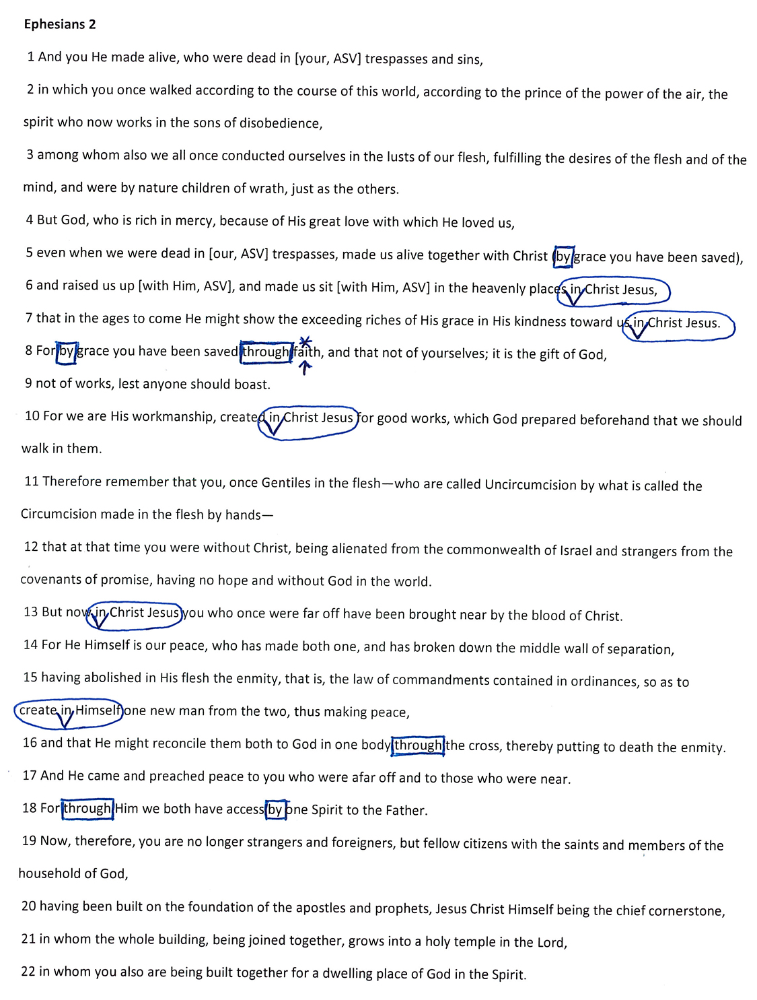 Ephesians 2
1 And you He made alive, who were dead in [your, ASV] trespasses and sins,
2 in which you once walked according to the course of this world, according to the prince of the power of the air, the
spirit who now works in the sons of disobedience,
3 among whom also we all once conducted ourselves in the lusts of our flesh, fulfilling the desires of the flesh and of the
mind, and were by nature children of wrath, just as the others.
4 But God, who is rich in mercy, because of His great love with which He loved us,
5 even when we were dead in [our, ASV] trespasses, made us alive together with Christ (by grace you have been saved),
6 and raised us up [with Him, ASV], and made us sit [with Him, ASV] in the heavenly places in Christ Jesus,
7 that in the ages to come He might show the exceeding riches of His grace in His kindness toward us in Christ Jesus.
8 For by grace you have been saved through faith, and that not of yourselves; it is the gift of God,
9 not of works, lest anyone should boast.
10 For we are His workmanship, created in Christ Jesus for good works, which God prepared beforehand that we should
walk in them.
11 Therefore remember that you, once Gentiles in the flesh—who are called Uncircumcision by what is called the
Circumcision made in the flesh by hands—
12 that at that time you were without Christ, being alienated from the commonwealth of Israel and strangers from the
covenants of promise, having no hope and without God in the world.
13 But now in Christ Jesus you who once were far off have been brought near by the blood of Christ.
14 For He Himself is our peace, who has made both one, and has broken down the middle wall of separation,
15 having abolished in His flesh the enmity, that is, the law of commandments contained in ordinances, so as to
create in Himself one new man from the two, thus making peace,
16 and that He might reconcile them both to God in one body through the cross, thereby putting to death the enmity.
17 And He came and preached peace to you who were afar off and to those who were near.
18 For through Him we both have access by one Spirit to the Father.
19 Now, therefore, you are no longer strangers and foreigners, but fellow citizens with the saints and members of the
household of God,
20 having been built on the foundation of the apostles and prophets, Jesus Christ Himself being the chief cornerstone,
21 in whom the whole building, being joined together, grows into a holy temple in the Lord,
22 in whom you also are being built together for a dwelling place of God in the Spirit.